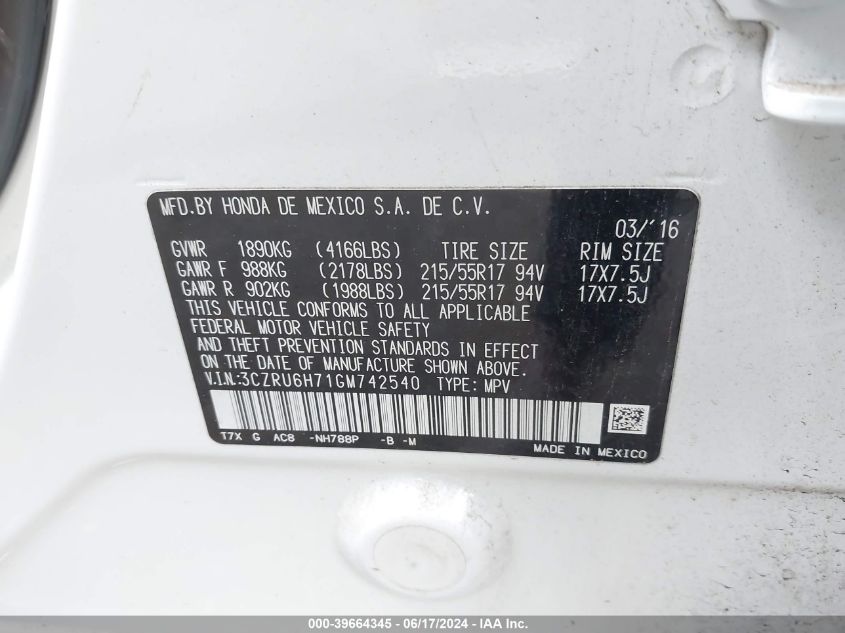 MFD.BY HONDA DE MEXICO S.A. DE C.V.
03/'16
GVWR 1890KG (4166LBS) TIRE SIZE RIM SIZE
GAWR F 988KG (2178LBS) 215/55R17 94V 17X7.5J
GAWR R 902KG (1988LBS) 215/55R17 94V 17X7.5J
THIS VEHICLE CONFORMS TO ALL APPLICABLE
FEDERAL MOTOR VEHICLE SAFETY
AND THEFT PREVENTION STANDARDS IN EFFECT
ON THE DATE OF MANUFACTURE SHOWN ABOVE.
V.I.N.:3CZRU6H71GM742540 TYPE: MPV
T7X G AC8 -NH788P -B -M
MADE IN MEXICO
000-39664345 - 06/17/2024 - IAA Inc.